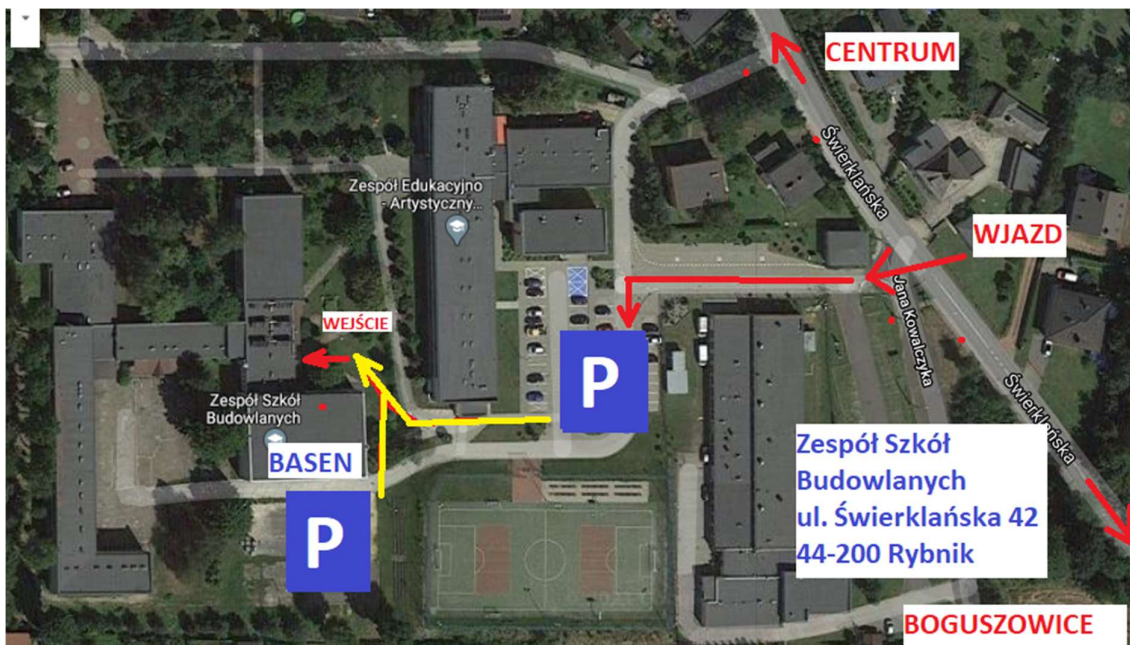 CENTRUM
Świerklańska
Zespół Edukacyjno
- Artystyczny...
WJAZD
Jana Kowalczyka
WEJŚCIE
P
Zespół Szkół
Budowlanych
BASEN
P
Świerklańska
Zespół Szkół
Budowlanych
ul. Świerklańska 42
44-200 Rybnik
BOGUSZOWICE